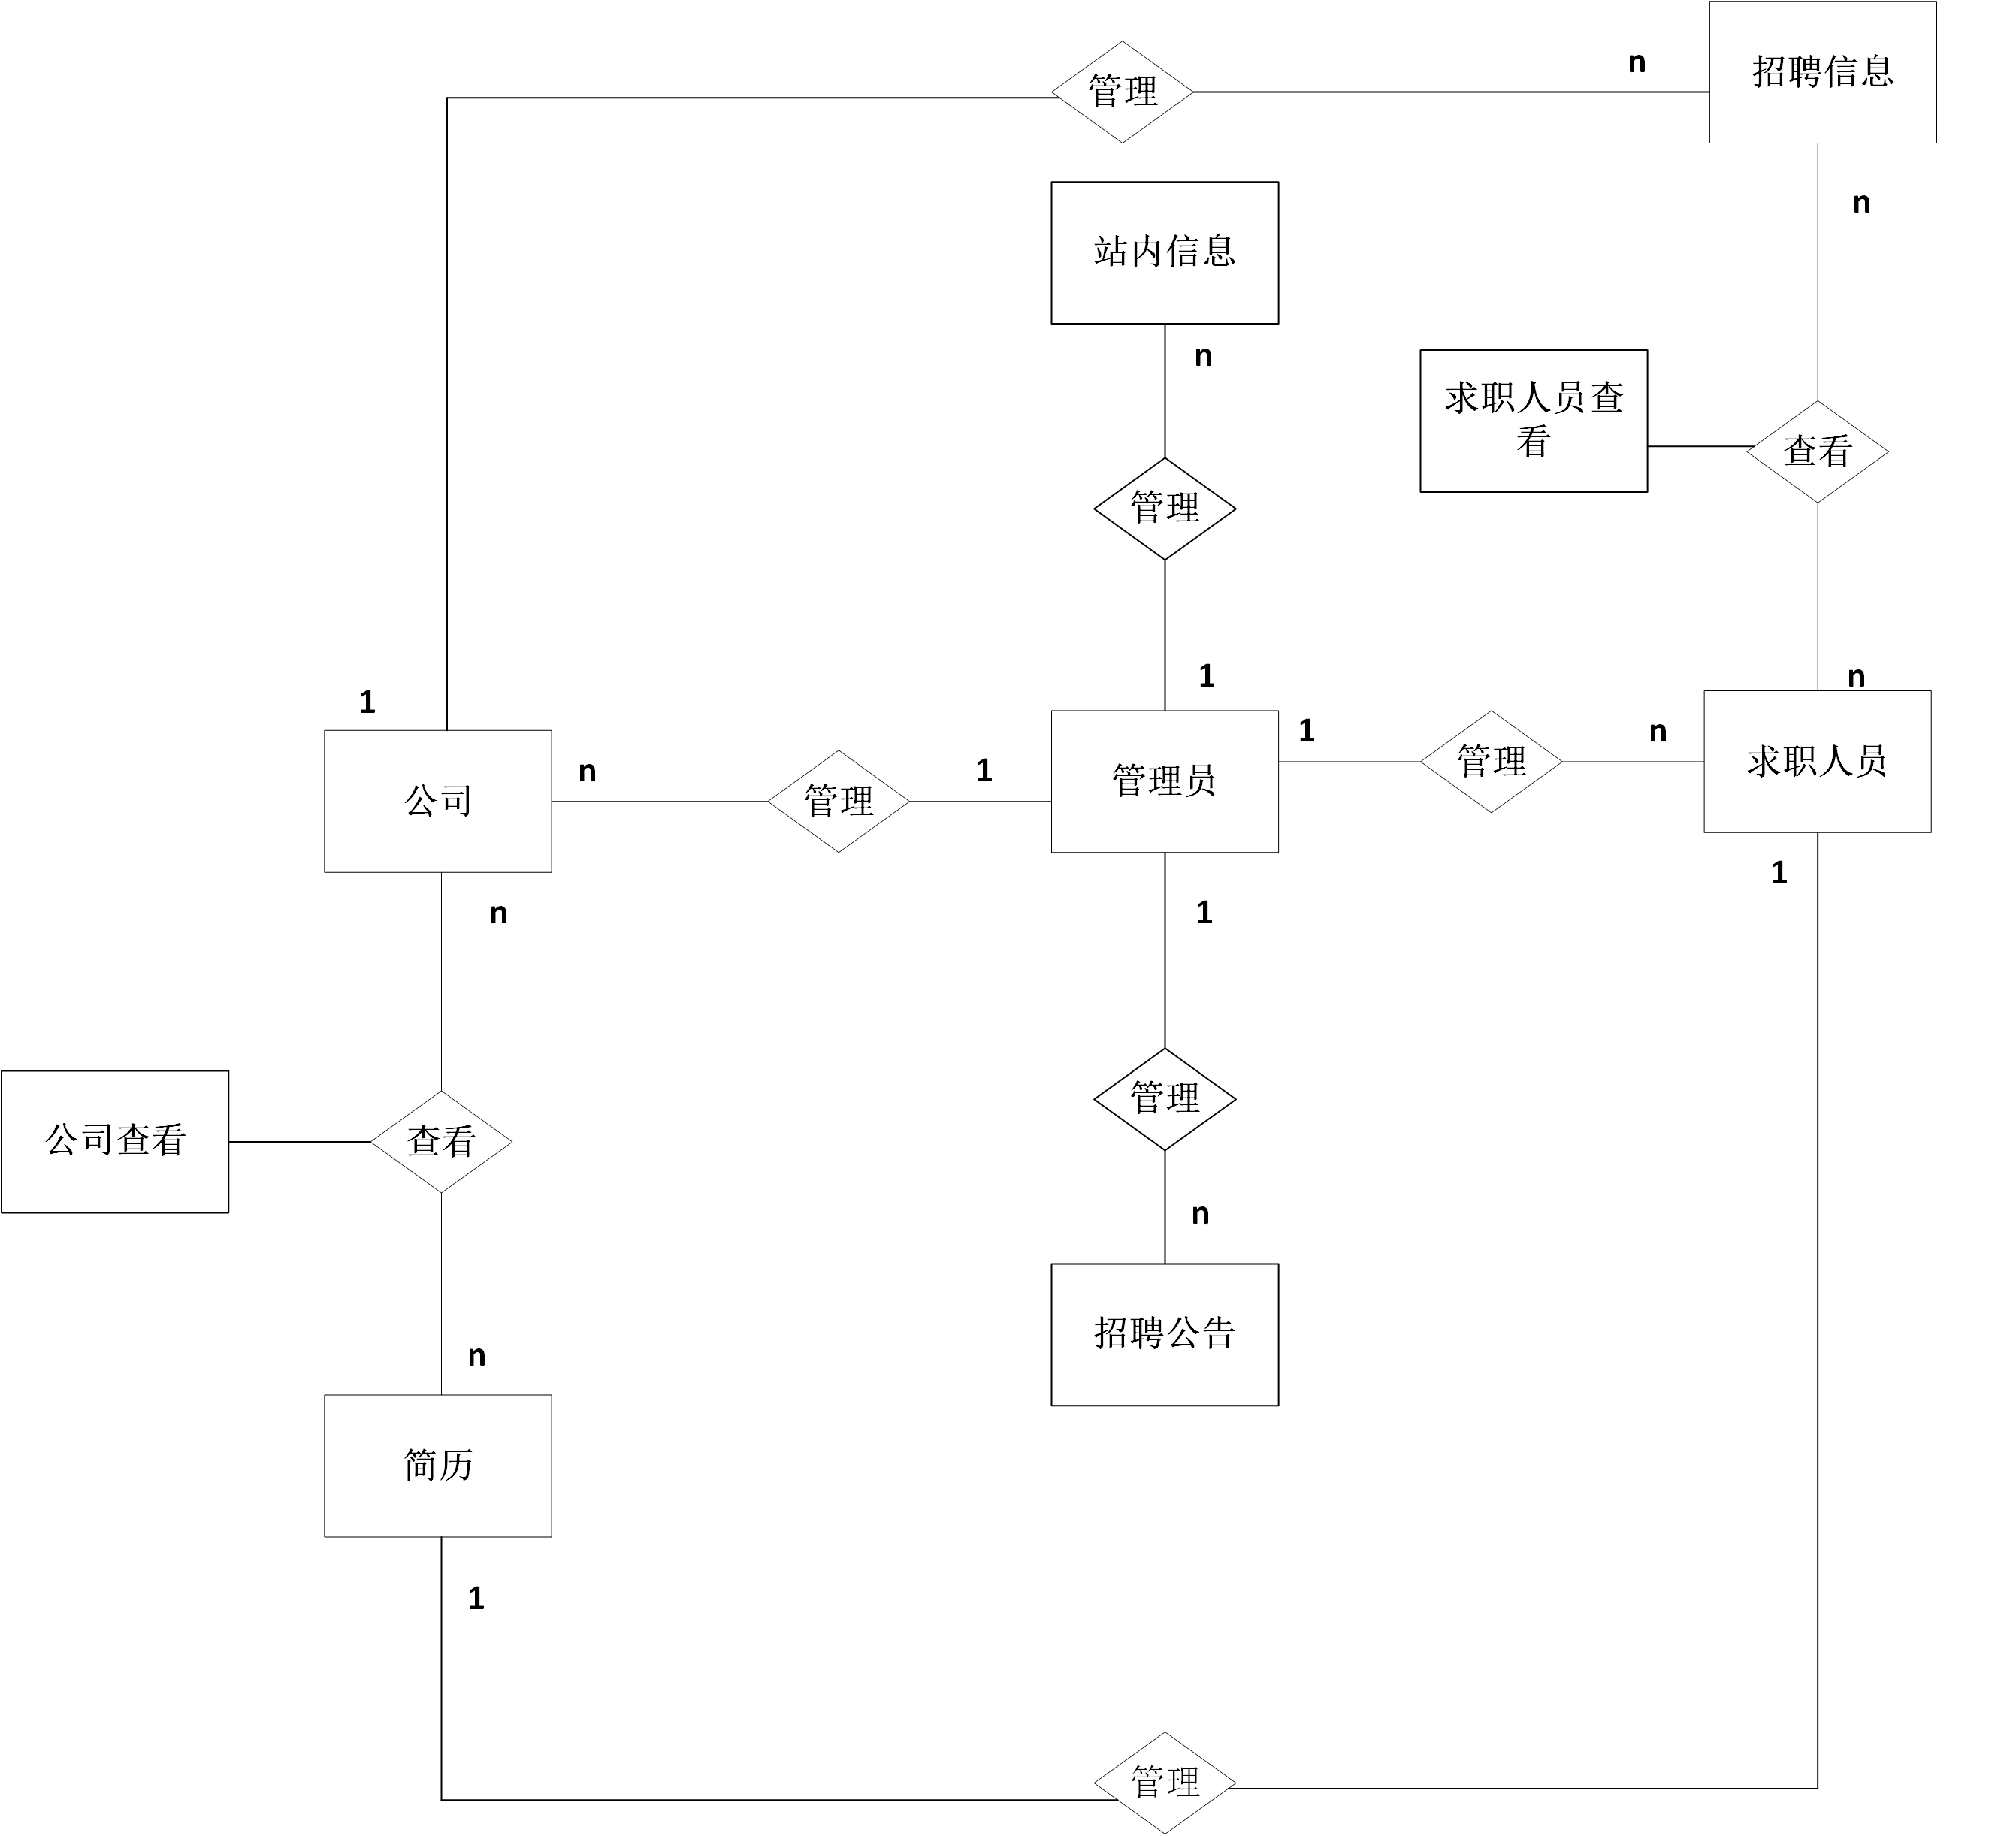 管理
n
招聘信息
n
站内信息
n
求职人员查
看
查看
管理
1
n
1
1
n
公司
n
管理
1
管理员
管理
求职人员
1
n
1
公司查看
查看
管理
n
招聘公告
n
简历
1
管理